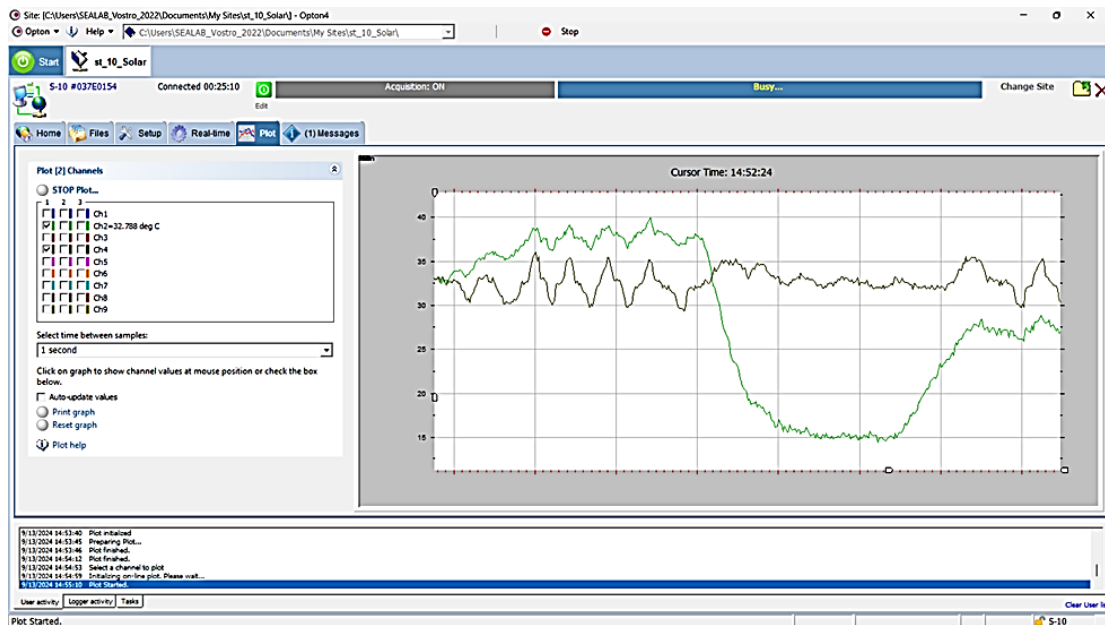 Site: [C:\Users\SEALAB_Vostro_2022\Documents\My Sites\st_10_Solar\] - Opton4
Opton Help C:\Users\SEALAB_Vostro_2022\Documents\My Sites\st_10_Solar\ Stop
Start st_10_Solar
S-10 #037E0154 Connected 00:25:10 Acquisition: ON Busy... Change Site
Edit
Home Files Setup Real-time Plot (1) Messages
Plot [2] Channels
STOP Plot...
1 2 3
Ch1
Ch2=32.788 deg C
Ch3
Ch4
Ch5
Ch6
Ch7
Ch8
Ch9
Select time between samples:
1 second
Click on graph to show channel values at mouse position or check the box
below.
Auto-update values
Print graph
Reset graph
Plot help
Cursor Time: 14:52:24
40
35
30
25
20
15
9/13/2024 14:53:40 Plot initialized
9/13/2024 14:53:45 Preparing Plot...
9/13/2024 14:53:46 Plot finished.
9/13/2024 14:54:12 Plot finished.
9/13/2024 14:54:53 Select a channel to plot
9/13/2024 14:54:59 Initializing on-line plot. Please wait...
9/13/2024 14:55:10 Plot Started.
User activity Logger activity Tasks
Clear User li
Plot Started. S-10